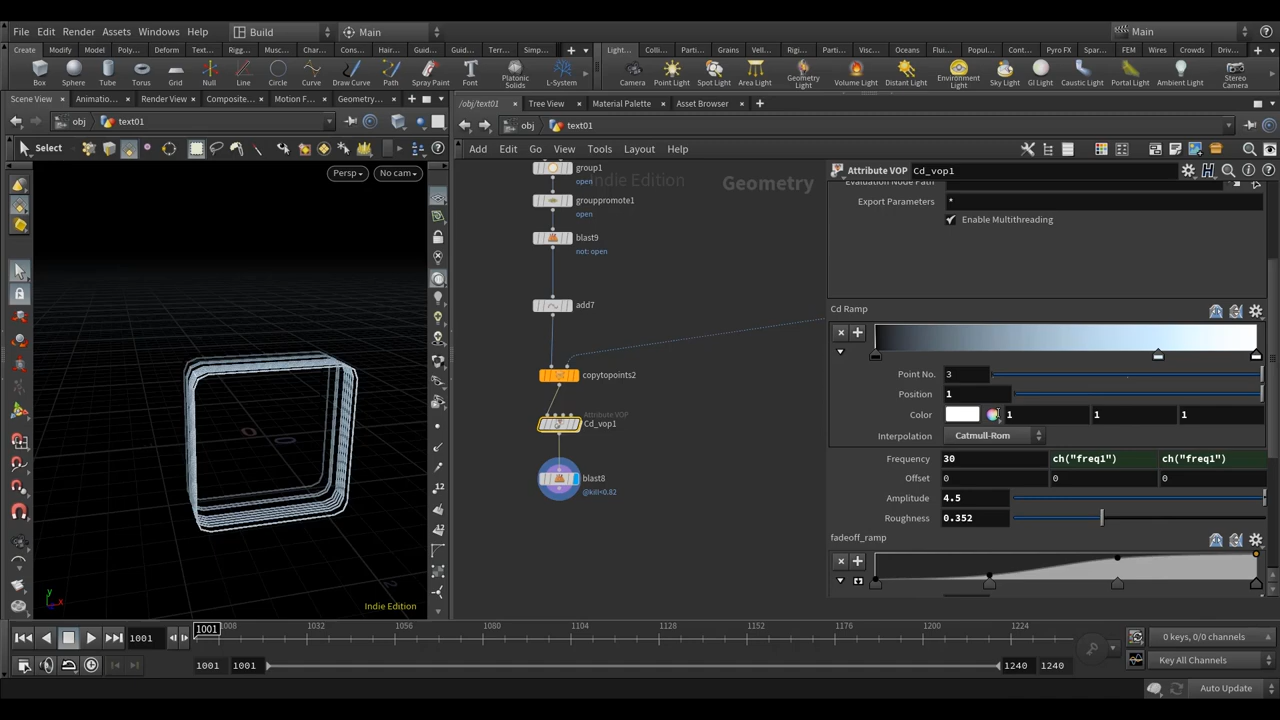 File Edit Render Assets Windows Help Build Main Main
Create Modify Model Poly... Deform Text... Rigg... Musc... Char... Cons... Hair... Guid... Guid... Terr... Simp... Light... Colli... Parti... Grains Vell... Rigi... Parti... Visc... Oceans Flui... Popul... Cont... Pyro FX Spar... FEM Wires Crowds Driv...
Box Sphere Tube Torus Grid Null Line Circle Curve Draw Curve Path Spray Paint Font Platonic Solids L-System Camera Point Light Spot Light Area Light Geometry Light Volume Light Distant Light Environment Light Sky Light GI Light Caustic Light Portal Light Ambient Light Stereo Camera
Scene View Animatio... Render View Composite... Motion F... Geometry... /obj/text01 Tree View Material Palette Asset Browser
obj text01 obj text01
Select Add Edit Go View Tools Layout Help
Persp No cam
Indie Edition Geometry
group1
open
grouppromote1
open
blast9
not: open
add7
copytopoints2
Attribute VOP
Cd_vop1
blast8
@kill<0.82
Attribute VOP Cd_vop1
Evaluation Node Path
Export Parameters *
Enable Multithreading
Cd Ramp
Point No. 3
Position 1
Color 1 1 1
Interpolation Catmull-Rom
Frequency 30 ch("freq1") ch("freq1")
Offset 0 0 0
Amplitude 4.5
Roughness 0.352
fadeoff_ramp
12
12
Indie Edition
1001 1001 1008 1032 1056 1080 1104 1128 1152 1176 1200 1224 0 keys, 0/0 channels
1001 1001 1240 1240 Key All Channels
Auto Update